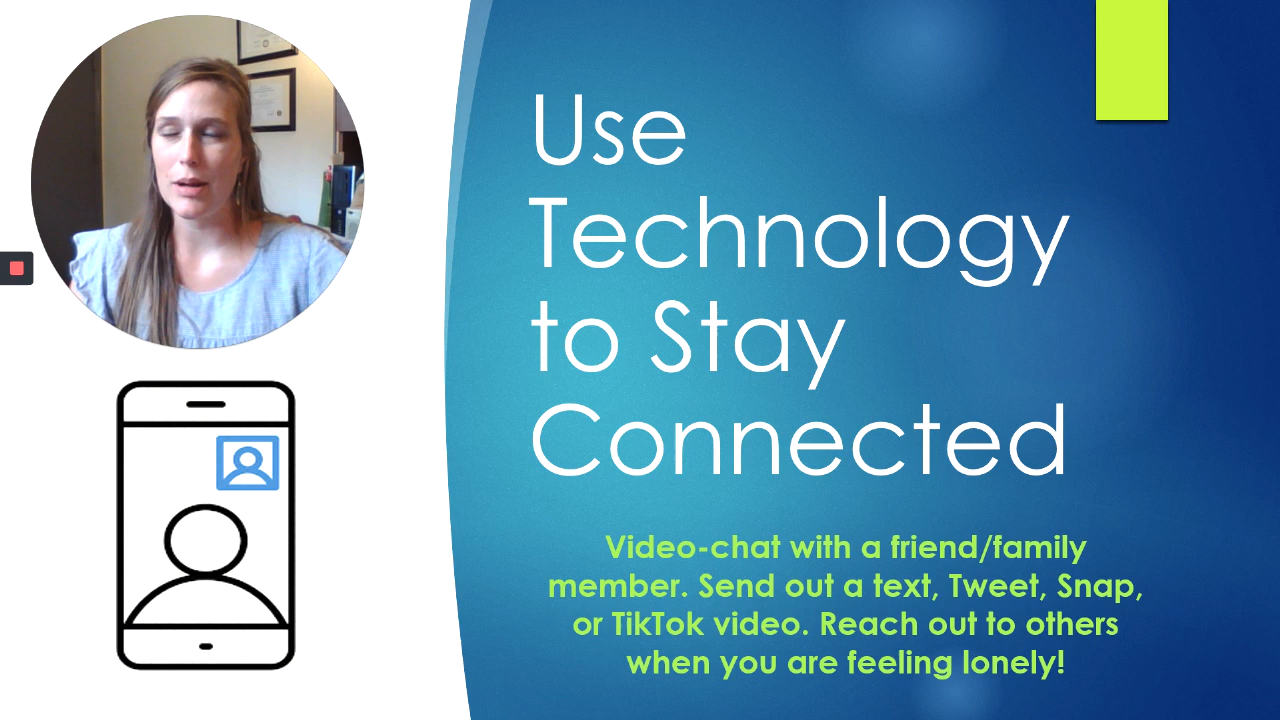 Use
Technology
to Stay
Connected
Video-chat with a friend/family
member. Send out a text, Tweet, Snap,
or TikTok video. Reach out to others
when you are feeling lonely!